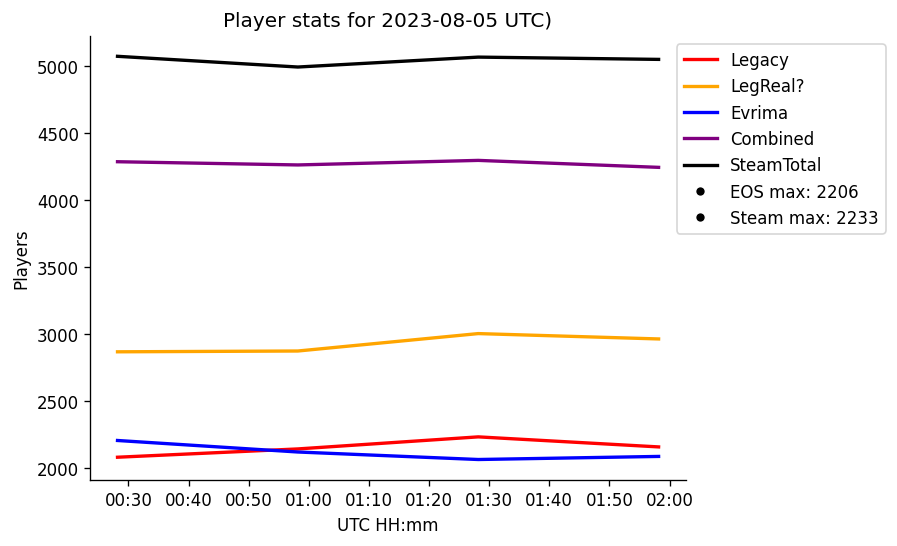 Player stats for 2023-08-05 UTC)
Players
5000
4500
4000
3500
3000
2500
2000
00:30 00:40 00:50 01:00 01:10 01:20 01:30 01:40 01:50 02:00
UTC HH:mm
Legacy
LegReal?
Evrima
Combined
SteamTotal
EOS max: 2206
Steam max: 2233